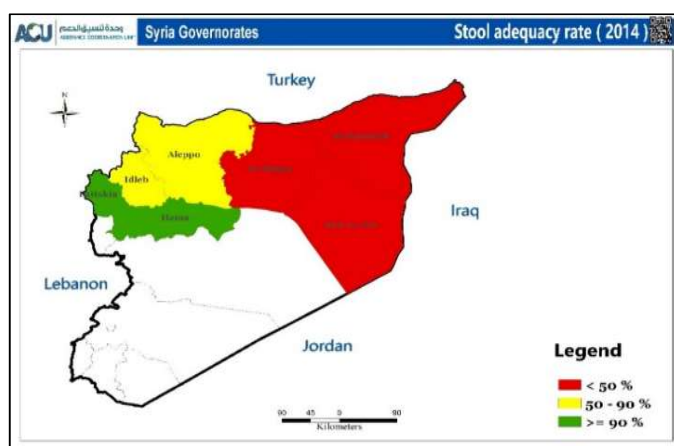 ACU وحدة تنسيق الدعم
ASSISTANCE COORDINATION UNIT
Syria Governorates
Stool adequacy rate ( 2014 )
Turkey
N
Aleppo
Idleb
Hama
Iraq
Lebanon
Jordan
Legend
< 50 %
50 - 90 %
>= 90 %
90 45 0 90
Kilometers